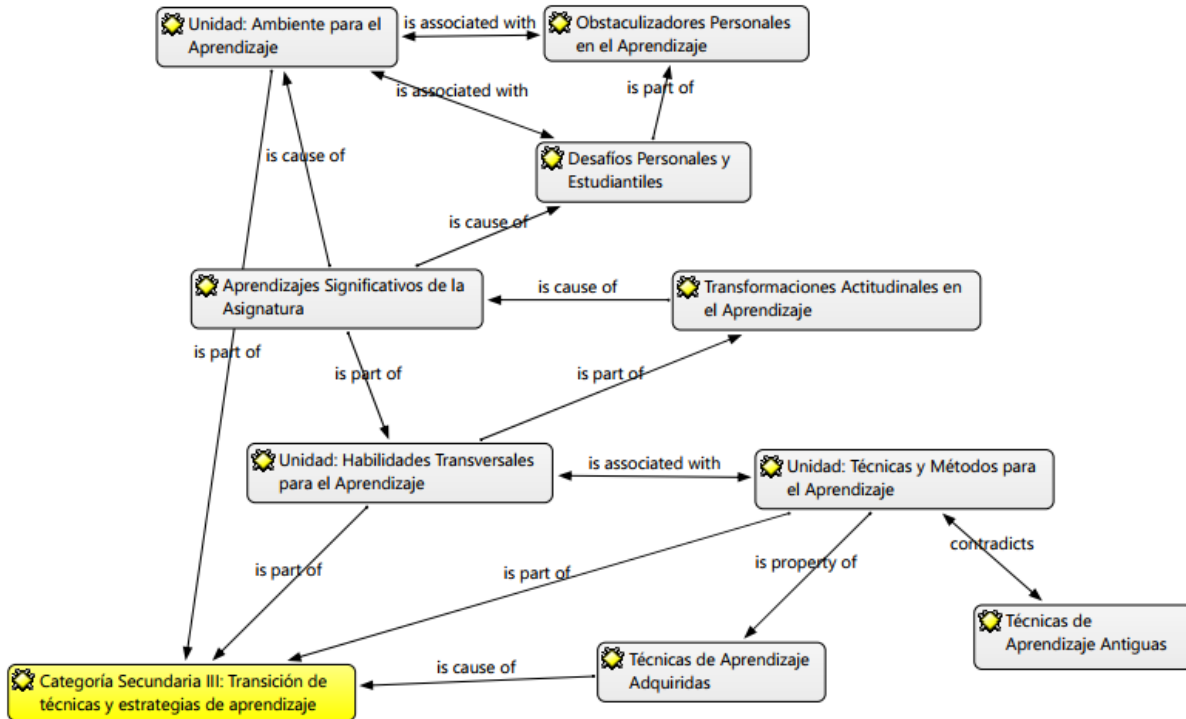 Unidad: Ambiente para el
Aprendizaje
is associated with
Obstaculizadores Personales
en el Aprendizaje
is associated with
is part of
is cause of
Desafíos Personales y
Estudiantiles
is cause of
Aprendizajes Significativos de la
Asignatura
is cause of
Transformaciones Actitudinales en
el Aprendizaje
is part of
is part of
is part of
Unidad: Habilidades Transversales
para el Aprendizaje
is associated with
Unidad: Técnicas y Métodos para
el Aprendizaje
is part of
is part of
is property of
contradicts
Técnicas de
Aprendizaje Antiguas
Categoría Secundaria III: Transición de
técnicas y estrategias de aprendizaje
is cause of
Técnicas de Aprendizaje
Adquiridas